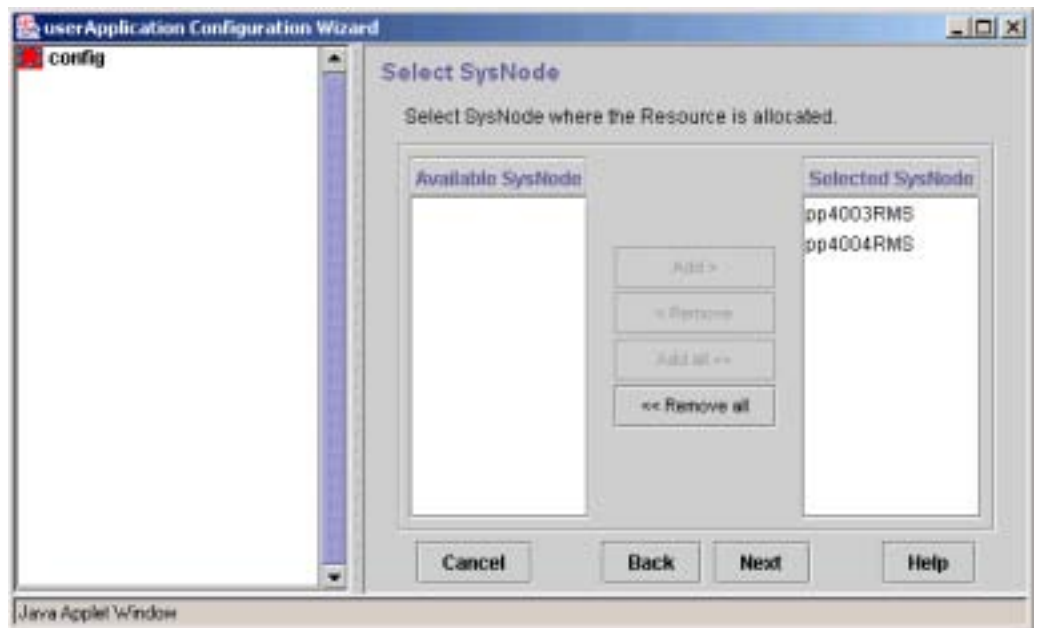 userApplication Configuration Wizard
config
Select SysNode
Select SysNode where the Resource is allocated.
Available SysNode
Selected SysNode
pp4003RMS
pp4004RMS
Add >
< Remove
Add all >>
<< Remove all
Cancel
Back
Next
Help
Java Applet Window